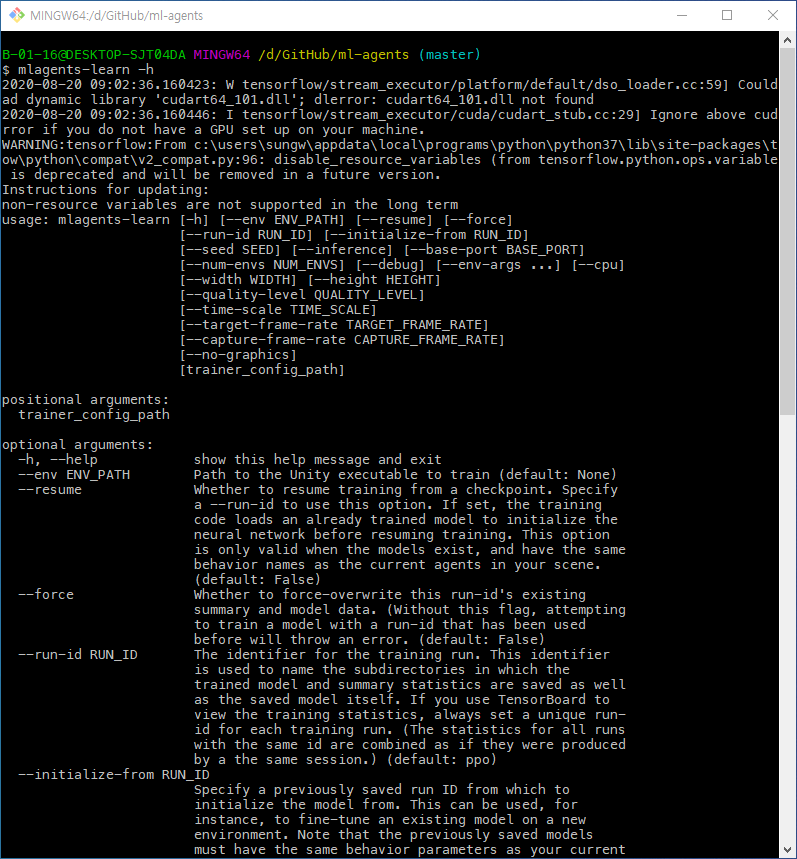 MINGW64:/d/GitHub/ml-agents
B-01-16@DESKTOP-SJT04DA MINGW64 /d/GitHub/ml-agents (master)
$ mlagents-learn -h
2020-08-20 09:02:36.160423: W tensorflow/stream_executor/platform/default/dso_loader.cc:59] Could
ad dynamic library 'cudart64_101.dll'; dlerror: cudart64_101.dll not found
2020-08-20 09:02:36.160446: I tensorflow/stream_executor/cuda/cudart_stub.cc:29] Ignore above cud
rror if you do not have a GPU set up on your machine.
WARNING:tensorflow:From c:\users\sungw\appdata\local\programs\python\python37\lib\site-packages\t
ow\python\compat\v2_compat.py:96: disable_resource_variables (from tensorflow.python.ops.variable
 is deprecated and will be removed in a future version.
Instructions for updating:
non-resource variables are not supported in the long term
usage: mlagents-learn [-h] [--env ENV_PATH] [--resume] [--force]
                      [--run-id RUN_ID] [--initialize-from RUN_ID]
                      [--seed SEED] [--inference] [--base-port BASE_PORT]
                      [--num-envs NUM_ENVS] [--debug] [--env-args ...] [--cpu]
                      [--width WIDTH] [--height HEIGHT]
                      [--quality-level QUALITY_LEVEL]
                      [--time-scale TIME_SCALE]
                      [--target-frame-rate TARGET_FRAME_RATE]
                      [--capture-frame-rate CAPTURE_FRAME_RATE]
                      [--no-graphics]
                      [trainer_config_path]
positional arguments:
  trainer_config_path
optional arguments:
  -h, --help            show this help message and exit
  --env ENV_PATH        Path to the Unity executable to train (default: None)
  --resume              Whether to resume training from a checkpoint. Specify
                        a --run-id to use this option. If set, the training
                        code loads an already trained model to initialize the
                        neural network before resuming training. This option
                        is only valid when the models exist, and have the same
                        behavior names as the current agents in your scene.
                        (default: False)
  --force               Whether to force-overwrite this run-id's existing
                        summary and model data. (Without this flag, attempting
                        to train a model with a run-id that has been used
                        before will throw an error. (default: False)
  --run-id RUN_ID       The identifier for the training run. This identifier
                        is used to name the subdirectories in which the
                        trained model and summary statistics are saved as well
                        as the saved model itself. If you use TensorBoard to
                        view the training statistics, always set a unique run-
                        id for each training run. (The statistics for all runs
                        with the same id are combined as if they were produced
                        by a the same session.) (default: ppo)
  --initialize-from RUN_ID
                        Specify a previously saved run ID from which to
                        initialize the model from. This can be used, for
                        instance, to fine-tune an existing model on a new
                        environment. Note that the previously saved models
                        must have the same behavior parameters as your current